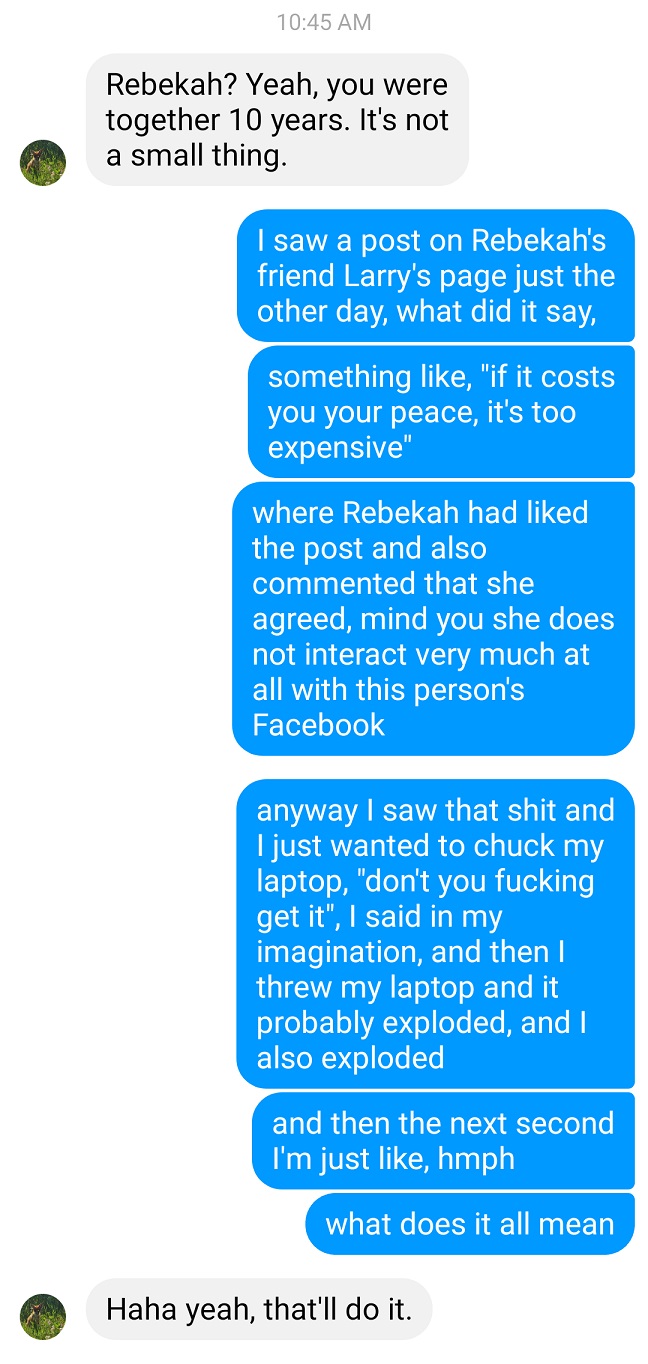 10:45 AM
Rebekah? Yeah, you were
together 10 years. It's not
a small thing.
I saw a post on Rebekah's
friend Larry's page just the
other day, what did it say,
something like, "if it costs
you your peace, it's too
expensive"
where Rebekah had liked
the post and also
commented that she
agreed, mind you she does
not interact very much at
all with this person's
Facebook
anyway I saw that shit and
I just wanted to chuck my
laptop, "don't you fucking
get it", I said in my
imagination, and then I
threw my laptop and it
probably exploded, and I
also exploded
and then the next second
I'm just like, hmph
what does it all mean
Haha yeah, that'll do it.